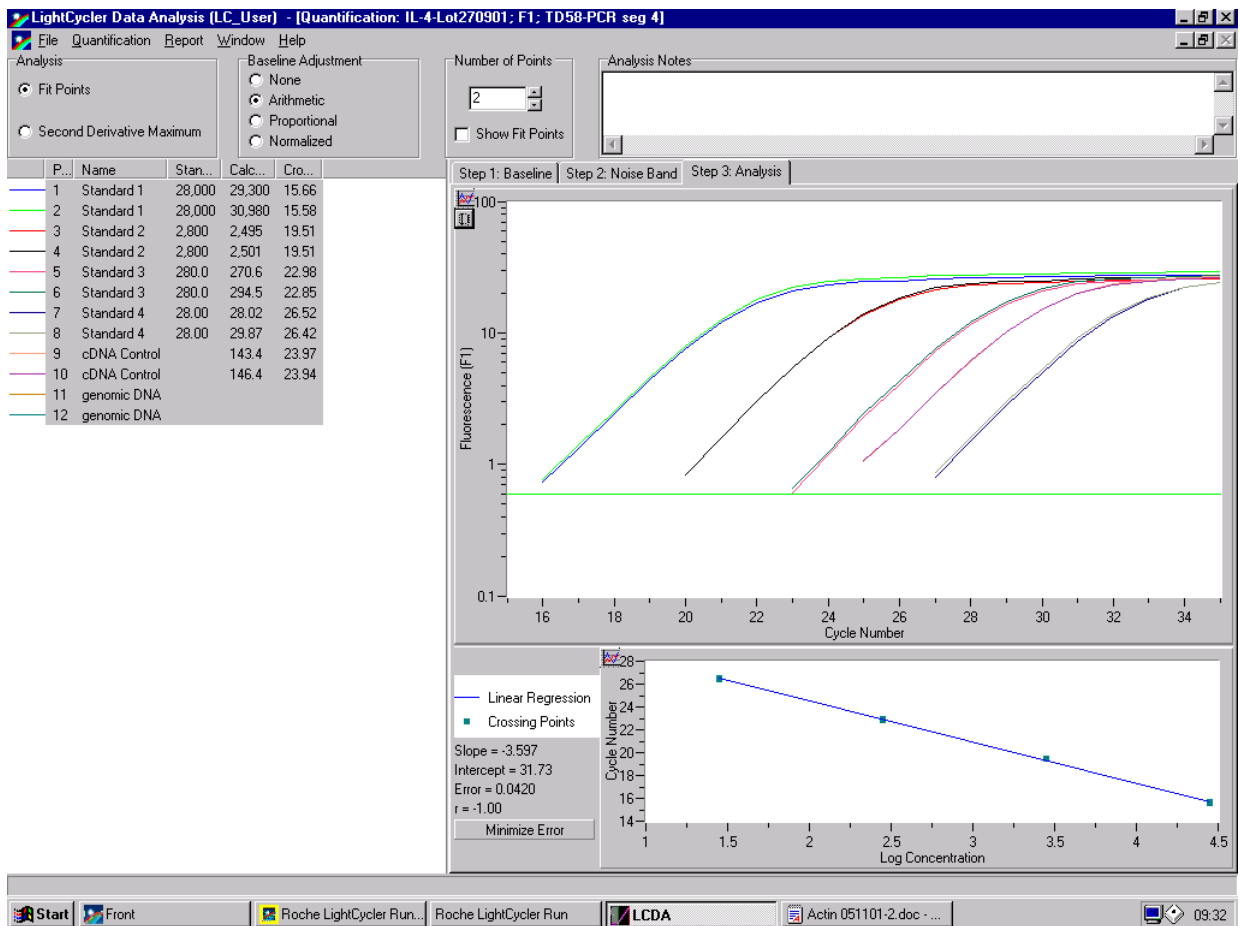 LightCycler Data Analysis (LC_User) - [Quantification: IL-4-Lot270901; F1; TD58-PCR seg 4]
File Quantification Report Window Help
Analysis
Fit Points
Second Derivative Maximum
Baseline Adjustment
None
Arithmetic
Proportional
Normalized
Number of Points
2
Show Fit Points
Analysis Notes
P... Name Stan... Calc... Cro...
1 Standard 1 28,000 29,300 15.66
2 Standard 1 28,000 30,980 15.58
3 Standard 2 2,800 2,495 19.51
4 Standard 2 2,800 2,501 19.51
5 Standard 3 280.0 270.6 22.98
6 Standard 3 280.0 294.5 22.85
7 Standard 4 28.00 28.02 26.52
8 Standard 4 28.00 29.87 26.42
9 cDNA Control 143.4 23.97
10 cDNA Control 146.4 23.94
11 genomic DNA
12 genomic DNA
Step 1: Baseline Step 2: Noise Band Step 3: Analysis
100
10
1
0.1
Fluorescence (F1)
16 18 20 22 24 26 28 30 32 34
Cycle Number
Linear Regression
Crossing Points
Slope = -3.597
Intercept = 31.73
Error = 0.0420
r = -1.00
Minimize Error
28
26
24
22
20
18
16
14
Cycle Number
1 1.5 2 2.5 3 3.5 4 4.5
Log Concentration
Start Front Roche LightCycler Run... Roche LightCycler Run LCDA Actin 051101-2.doc - ... 09:32